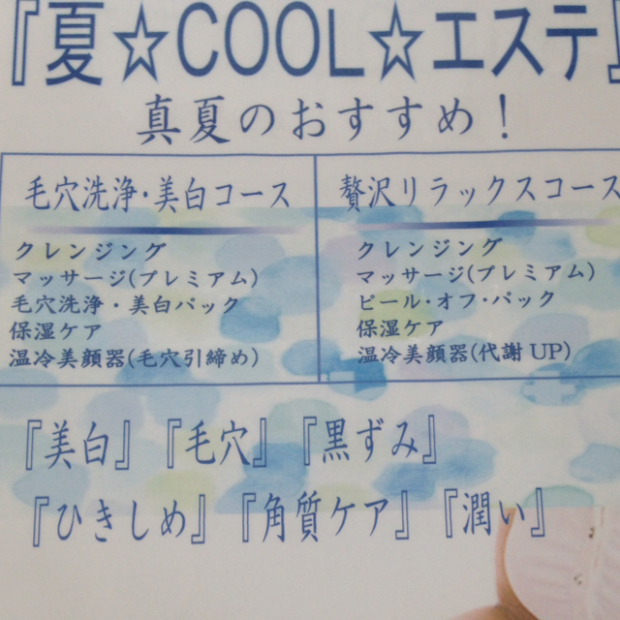 『夏☆COOL☆エステ』
真夏のおすすめ!
毛穴洗浄・美白コース
クレンジング
マッサージ(プレミアム)
毛穴洗浄・美白パック
保湿ケア
温冷美顔器(毛穴引締め)
贅沢リラックスコース
クレンジング
マッサージ(プレミアム)
ピール・オフ・パック
保湿ケア
温冷美顔器(代謝UP)
『美白』『毛穴』『黒ずみ』
『ひきしめ』『角質ケア』『潤い』